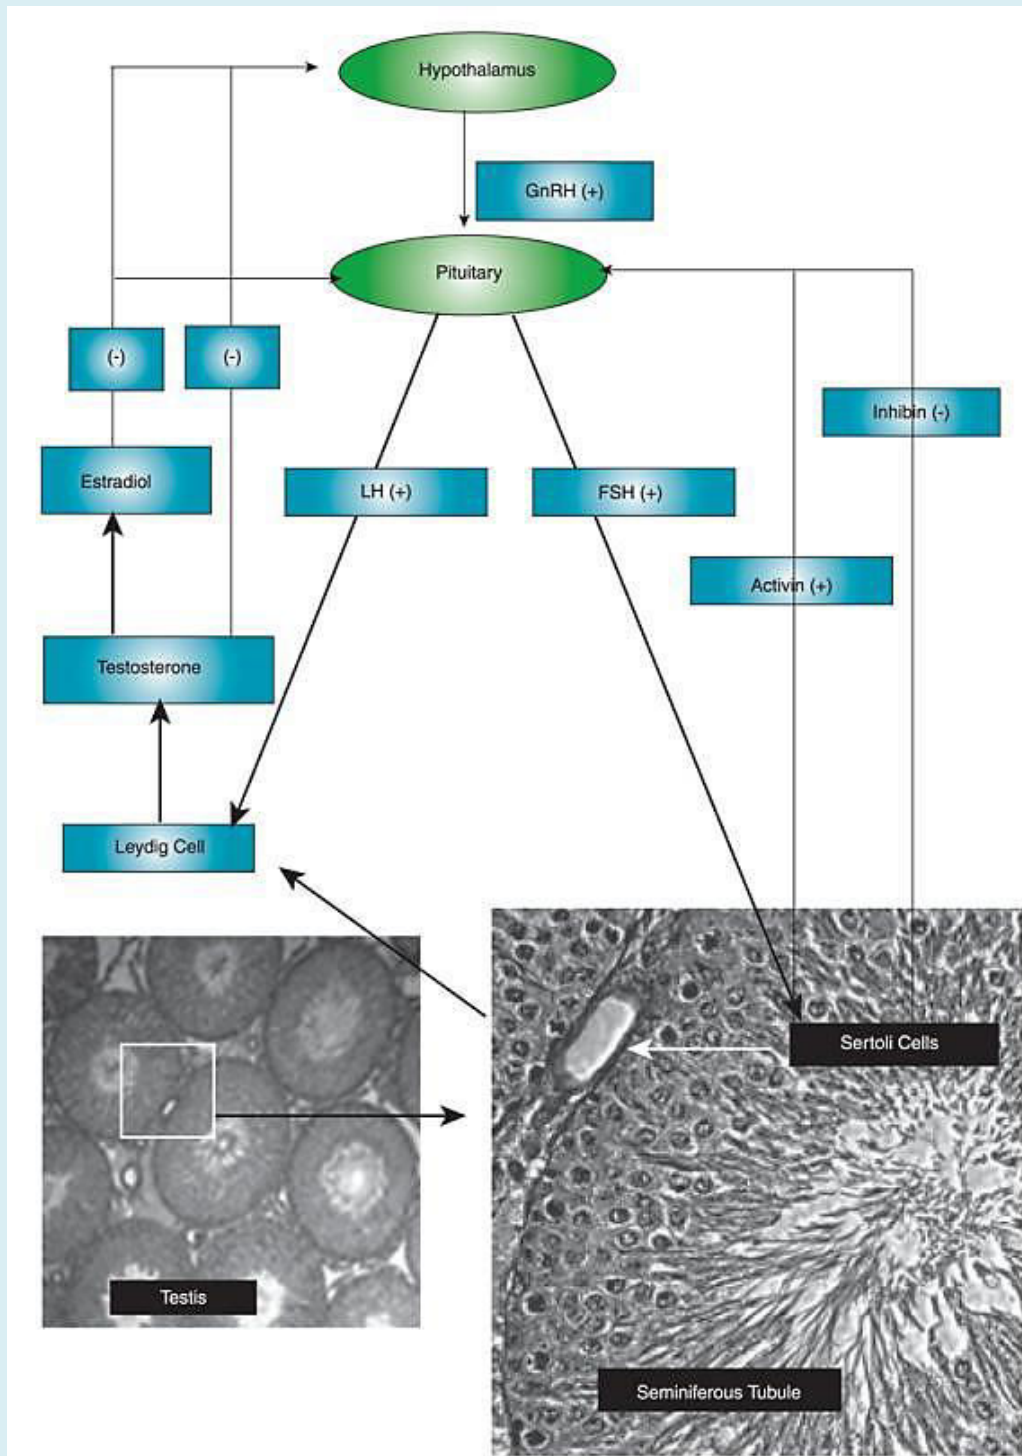 Hypothalamus
GnRH (+)
Pituitary
(-)
(-)
Inhibin (-)
Estradiol
LH (+)
FSH (+)
Activin (+)
Testosterone
Leydig Cell
Sertoli Cells
Testis
Seminiferous Tubule